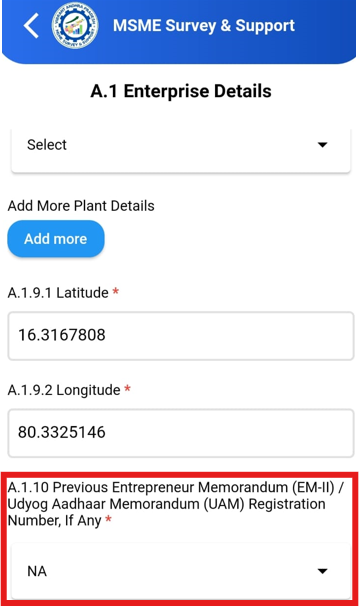 MSME Survey & Support
A.1 Enterprise Details
Select
Add More Plant Details
Add more
A.1.9.1 Latitude *
16.3167808
A.1.9.2 Longitude *
80.3325146
A.1.10 Previous Entrepreneur Memorandum (EM-II) /
Udyog Aadhaar Memorandum (UAM) Registration
Number, If Any *
NA